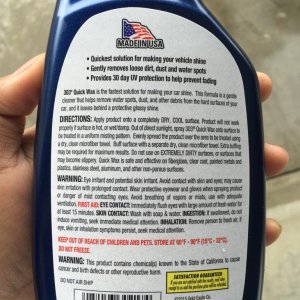 MADE IN USA
• Quickest solution for making your vehicle shine
• Gently removes loose dirt, dust and water spots
• Provides 30 day UV protection to help prevent fading
303® Quick Wax is the fastest solution for making your car shine. This formula is a gentle
cleaner that helps remove water spots, dust, and other debris from the hard surfaces of your
car, and it leaves behind a protective glossy shine.
DIRECTIONS: Apply product onto a completely DRY, COOL surface. Product will not work
properly if surface is hot, or wet/damp. Out of direct sunlight, spray 303® Quick Wax onto surface to
be treated in a uniform misting pattern. Evenly spread the product over the area to be treated using
a dry, clean microfiber towel. Buff surface with a separate dry, clean microfiber towel. Extra buffing
may be required for maximum results. Do not use on EXTREMELY DIRTY surfaces, or surfaces that
may become slippery. Quick Wax is safe and effective on fiberglass, clear coat, painted metals and
plastics, stainless steel, aluminum, and other non-porous surfaces.
WARNING: Eye irritant and potential skin irritant. Avoid contact with skin and eyes; may cause
skin irritation with prolonged contact. Wear protective eyewear and gloves when spraying product
or danger of mist contacting eyes. Avoid breathing of spray or mists, use with adequate
ventilation. FIRST AID: EYE CONTACT: Immediately flush eyes with large amount of fresh water for
at least 15 minutes. SKIN CONTACT: Wash with soap & water. INGESTION: If swallowed, do not
induce vomiting, seek immediate medical attention. INHALATION: Remove person to fresh air, if
eye, skin or inhalation symptoms persist, seek medical attention.
KEEP OUT OF REACH OF CHILDREN AND PETS. STORE AT 60°F - 90°F (15°C - 32°C).
DO NOT FREEZE.
WARNING: This product contains chemical(s) known to the State of California to cause
cancer and birth defects or other reproductive harm.
DO NOT AIR SHIP
SATISFACTION GUARANTEED